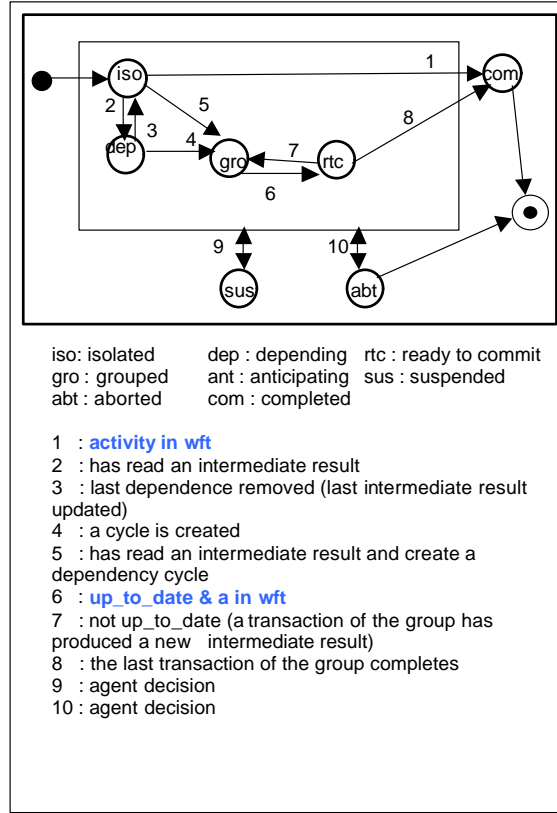 iso
1
com
2
5
8
dep
3
4
gro
7
rtc
6
9
10
sus
abt
iso: isolated dep : depending rtc : ready to commit
gro : grouped ant : anticipating sus : suspended
abt : aborted com : completed
1 : activity in wft
2 : has read an intermediate result
3 : last dependence removed (last intermediate result
updated)
4 : a cycle is created
5 : has read an intermediate result and create a
dependency cycle
6 : up_to_date & a in wft
7 : not up_to_date (a transaction of the group has
produced a new intermediate result)
8 : the last transaction of the group completes
9 : agent decision
10 : agent decision